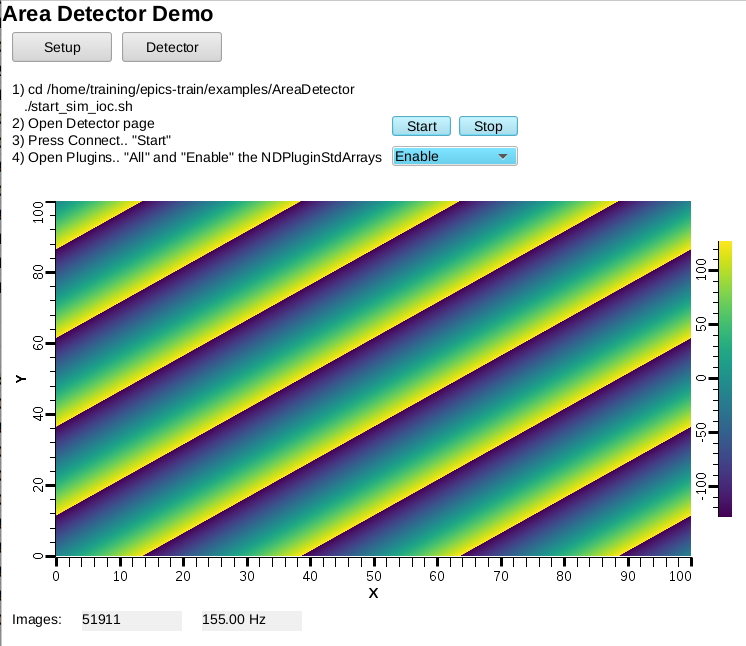 Area Detector Demo
Setup Detector
1) cd /home/training/epics-train/examples/AreaDetector
./start_sim_ioc.sh
2) Open Detector page
3) Press Connect.. "Start"
4) Open Plugins.. "All" and "Enable" the NDPluginStdArrays
Start Stop
Enable
100
80
60
40
20
0
Y
0 10 20 30 40 50 60 70 80 90 100
X
100
50
0
-50
-100
Images: 51911 155.00 Hz